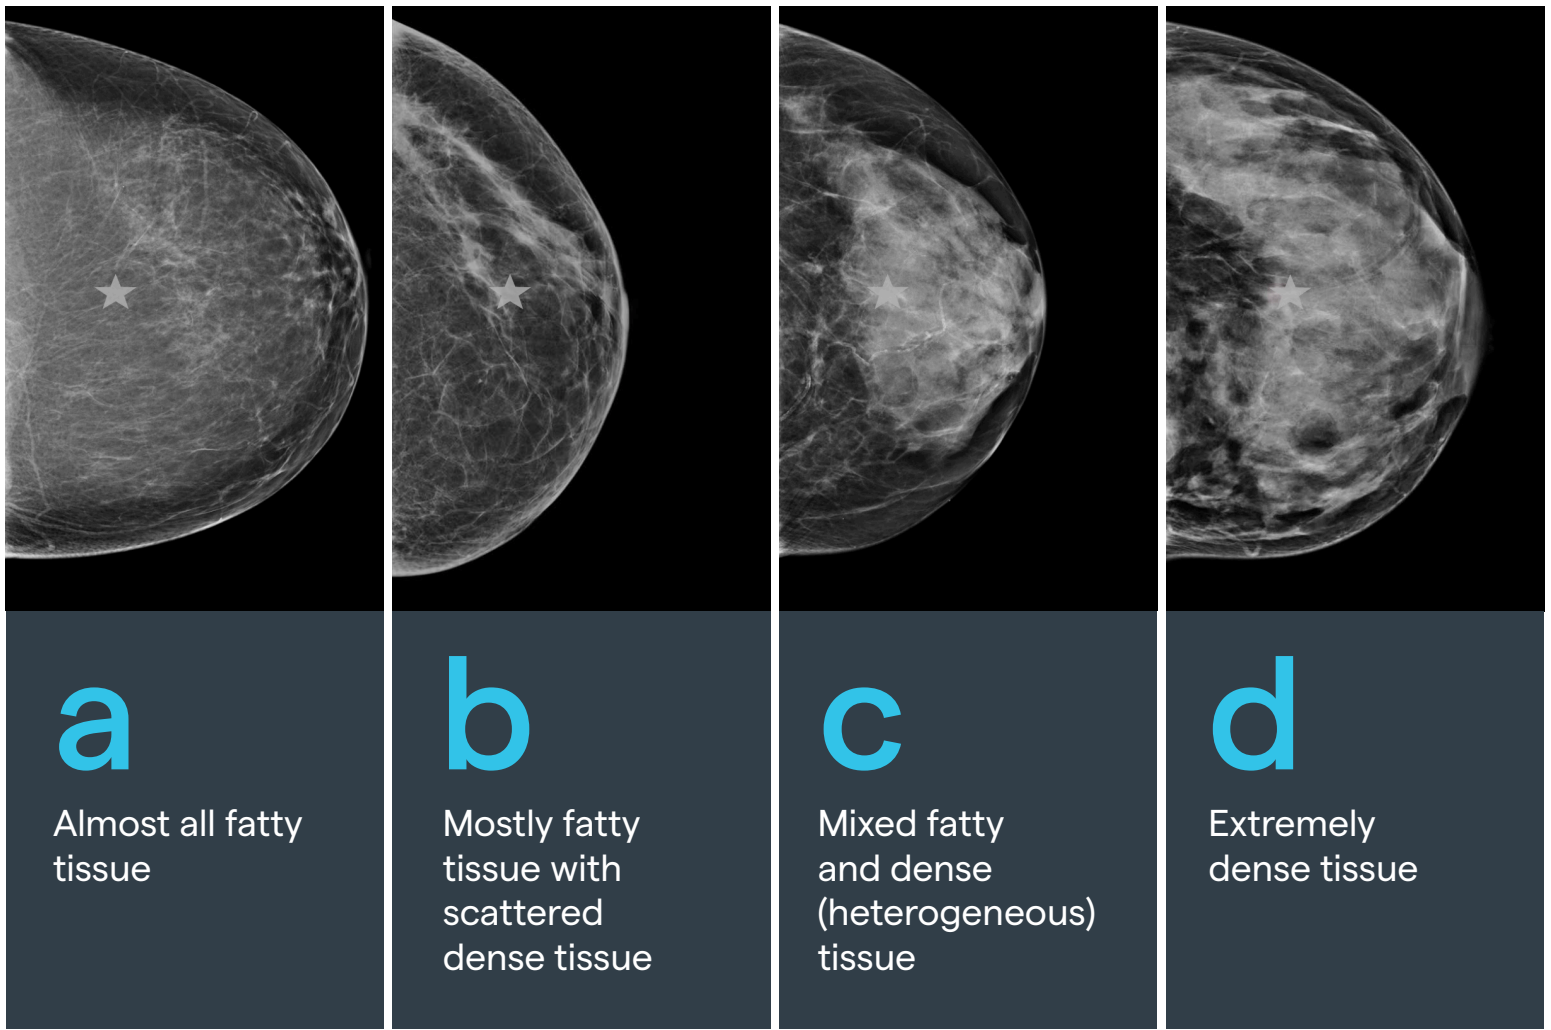 a
Almost all fatty
tissue
b
Mostly fatty
tissue with
scattered
dense tissue
c
Mixed fatty
and dense
(heterogeneous)
tissue
d
Extremely
dense tissue